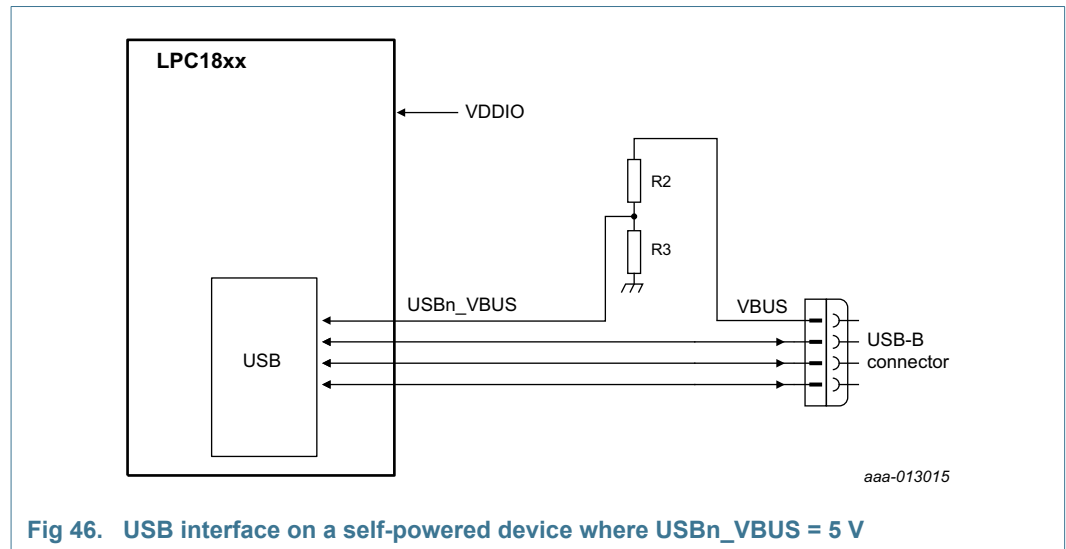 LPC18xx
VDDIO
R2
R3
USBn_VBUS
VBUS
USB
USB-B
connector
aaa-013015
Fig 46. USB interface on a self-powered device where USBn_VBUS = 5 V